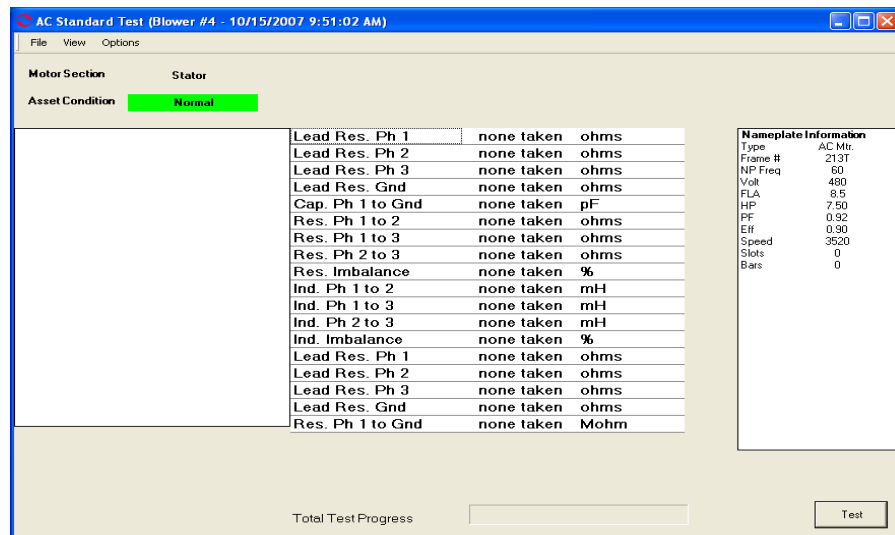 AC Standard Test (Blower #4 - 10/15/2007 9:51:02 AM)
File View Options
Motor Section Stator
Asset Condition Normal
Lead Res. Ph 1 none taken ohms
Lead Res. Ph 2 none taken ohms
Lead Res. Ph 3 none taken ohms
Lead Res. Gnd none taken ohms
Cap. Ph 1 to Gnd none taken pF
Res. Ph 1 to 2 none taken ohms
Res. Ph 1 to 3 none taken ohms
Res. Ph 2 to 3 none taken ohms
Res. Imbalance none taken %
Ind. Ph 1 to 2 none taken mH
Ind. Ph 1 to 3 none taken mH
Ind. Ph 2 to 3 none taken mH
Ind. Imbalance none taken %
Lead Res. Ph 1 none taken ohms
Lead Res. Ph 2 none taken ohms
Lead Res. Ph 3 none taken ohms
Lead Res. Gnd none taken ohms
Res. Ph 1 to Gnd none taken Mohm
Nameplate Information
Type AC Mtr.
Frame # 213T
NP Freq 60
Volt 480
FLA 8.5
HP 7.50
PF 0.92
Eff 0.90
Speed 3520
Slots 0
Bars 0
Total Test Progress
Test